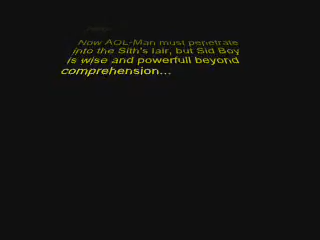 Now AOL-Man must penetrate
into the Sith's lair, but Sid Boy
is wise and powerfull beyond
comprehension...